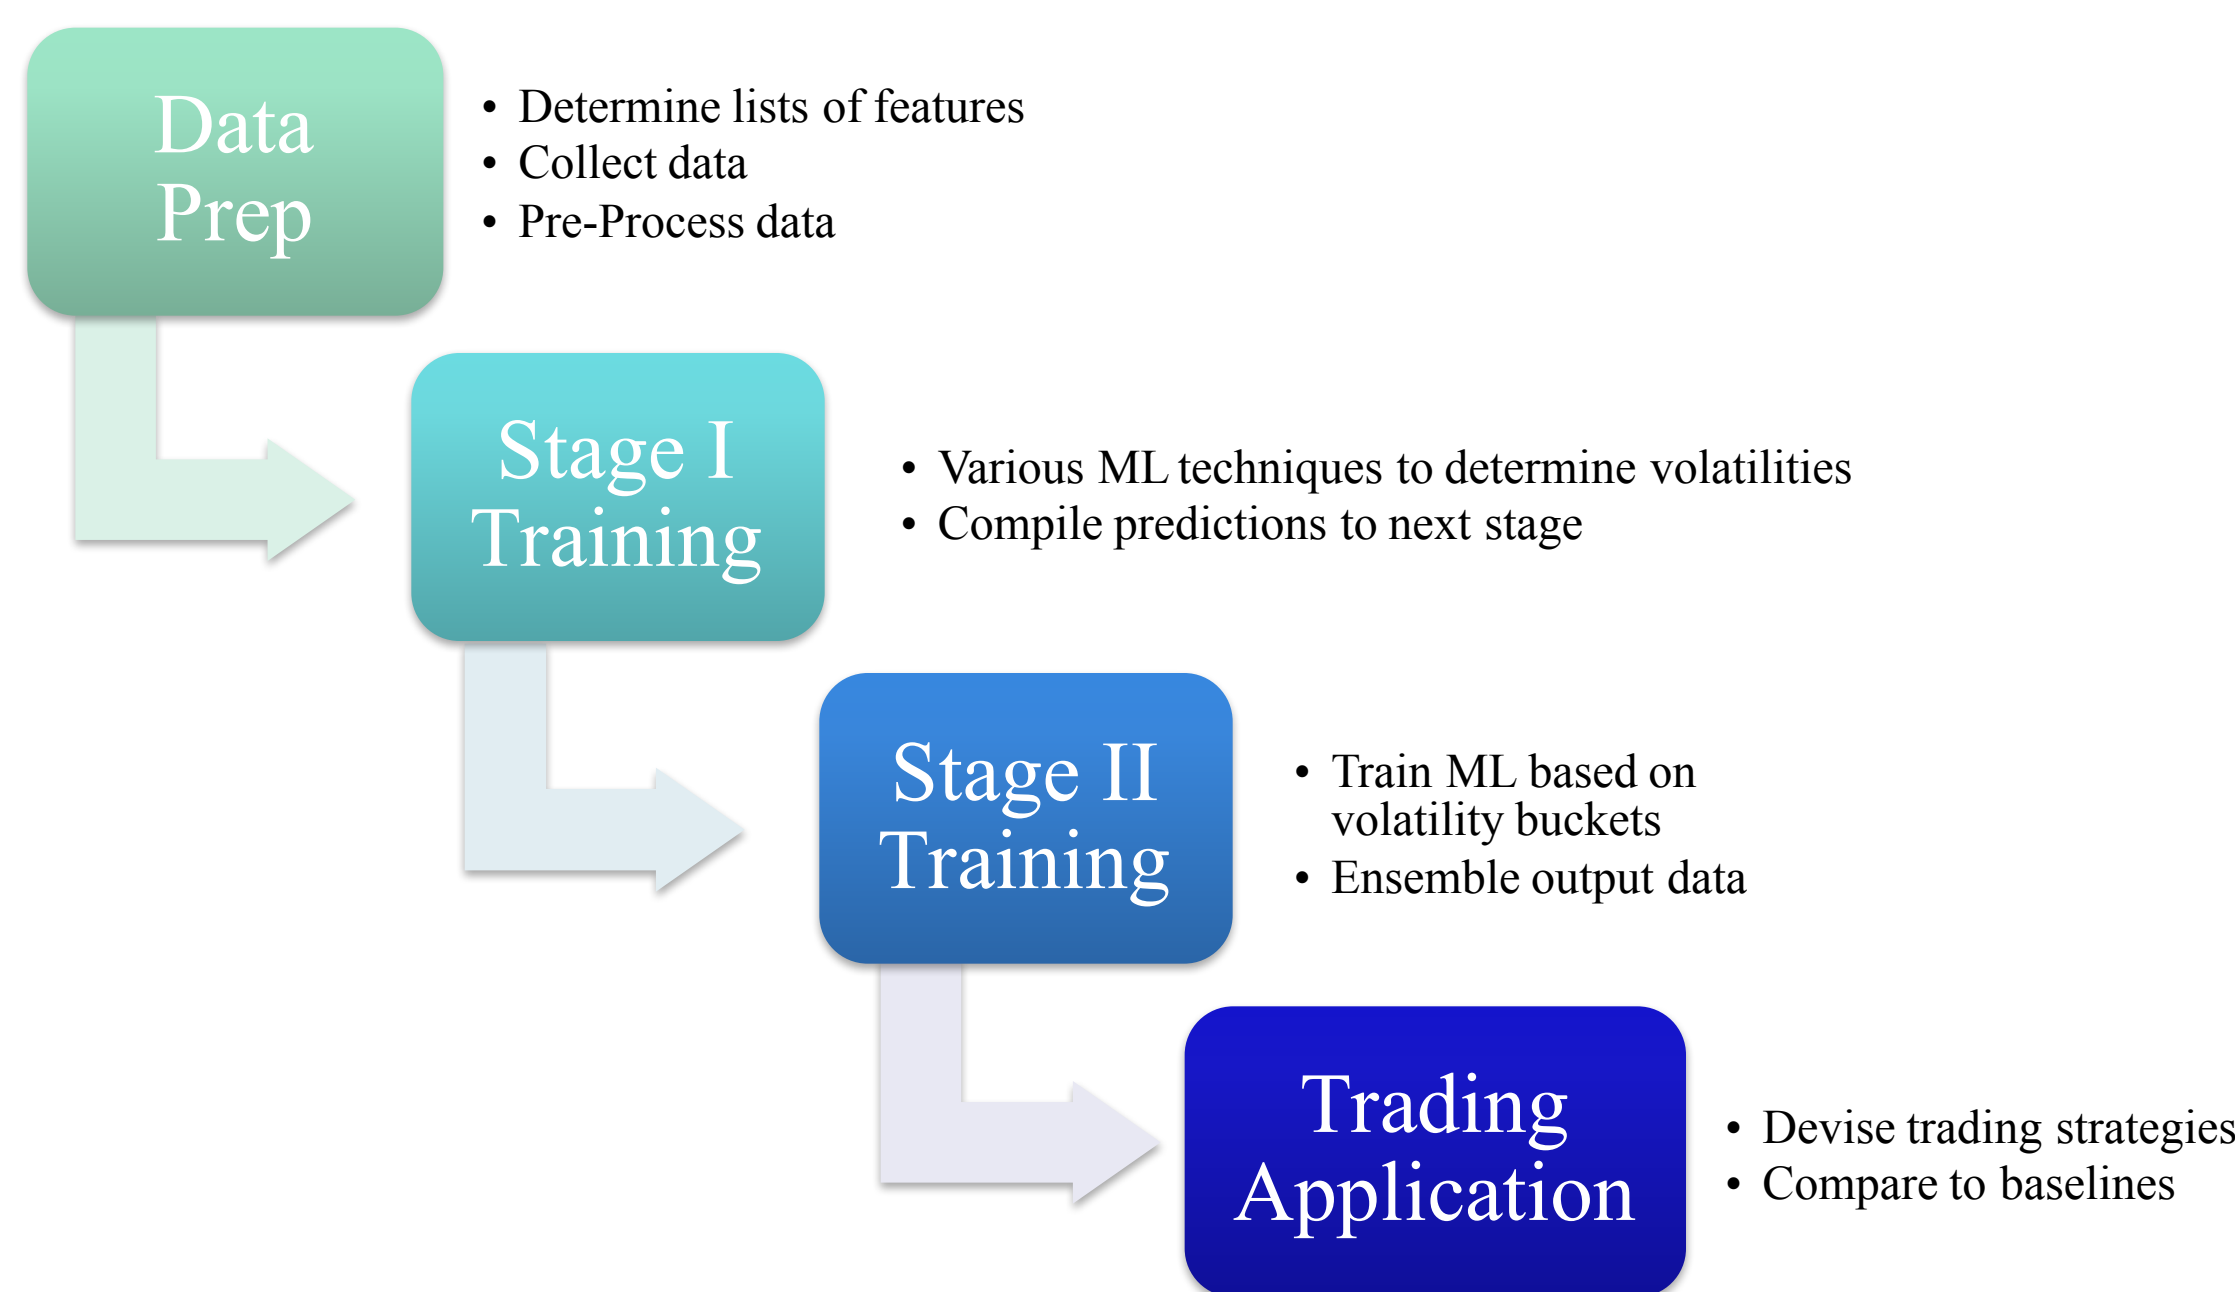 Data
Prep
• Determine lists of features
• Collect data
• Pre-Process data
Stage I
Training
• Various ML techniques to determine volatilities
• Compile predictions to next stage
Stage II
Training
• Train ML based on
volatility buckets
• Ensemble output data
Trading
Application
• Devise trading strategies
• Compare to baselines